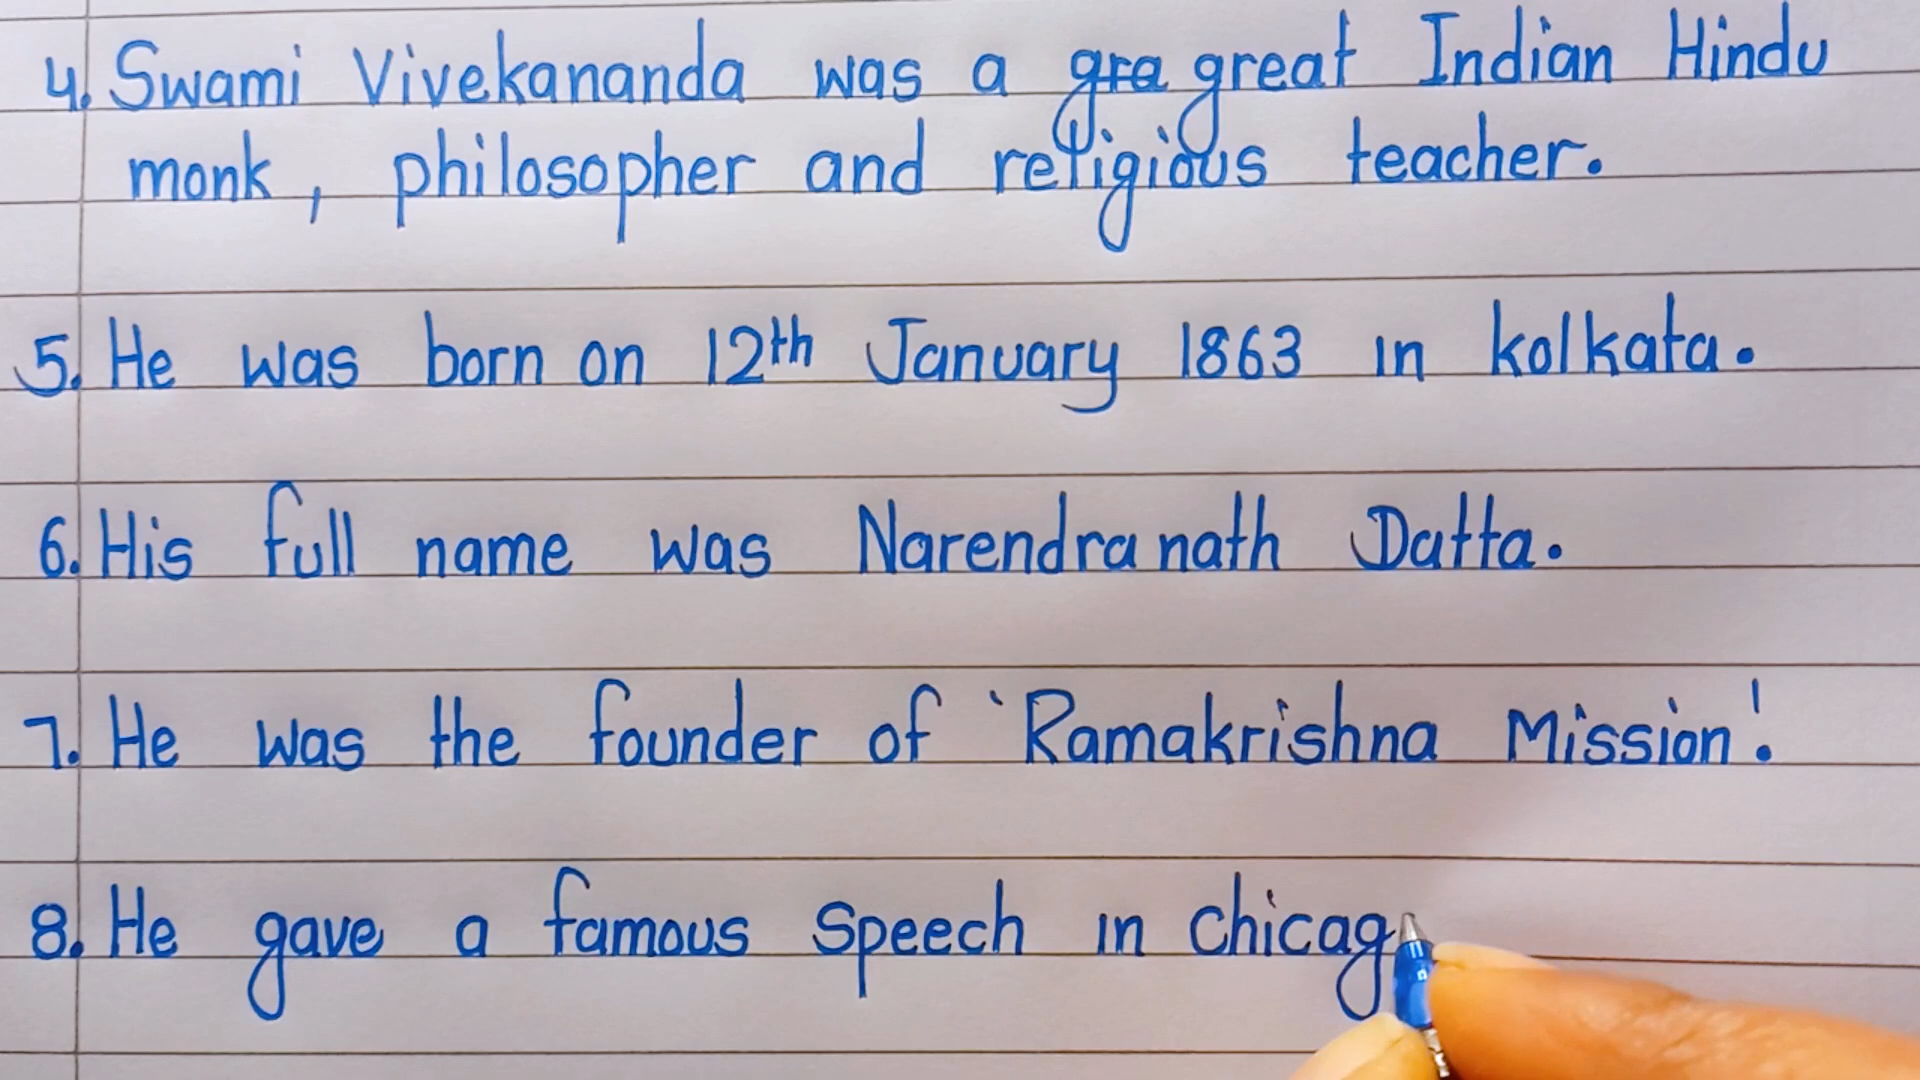 4. Swami Vivekananda was a gra great Indian Hindu
monk, philosopher and religious teacher.
5. He was born on 12th January 1863 in kolkata.
6. His full name was Narendranath Datta.
7. He was the founder of 'Ramakrishna Mission'.
8. He gave a famous speech in chicag